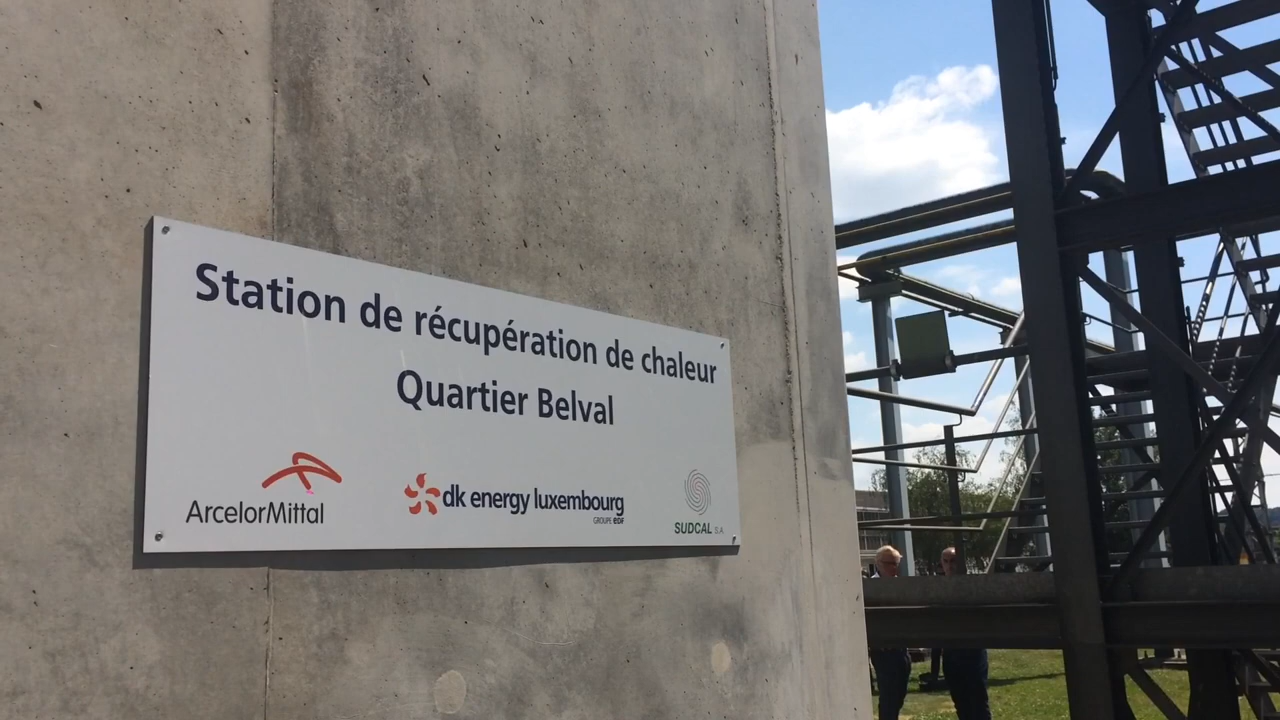 Station de récupération de chaleur
Quartier Belval
ArcelorMittal
dk energy luxembourg
GROUPE eDF
SUDCAL S.A.